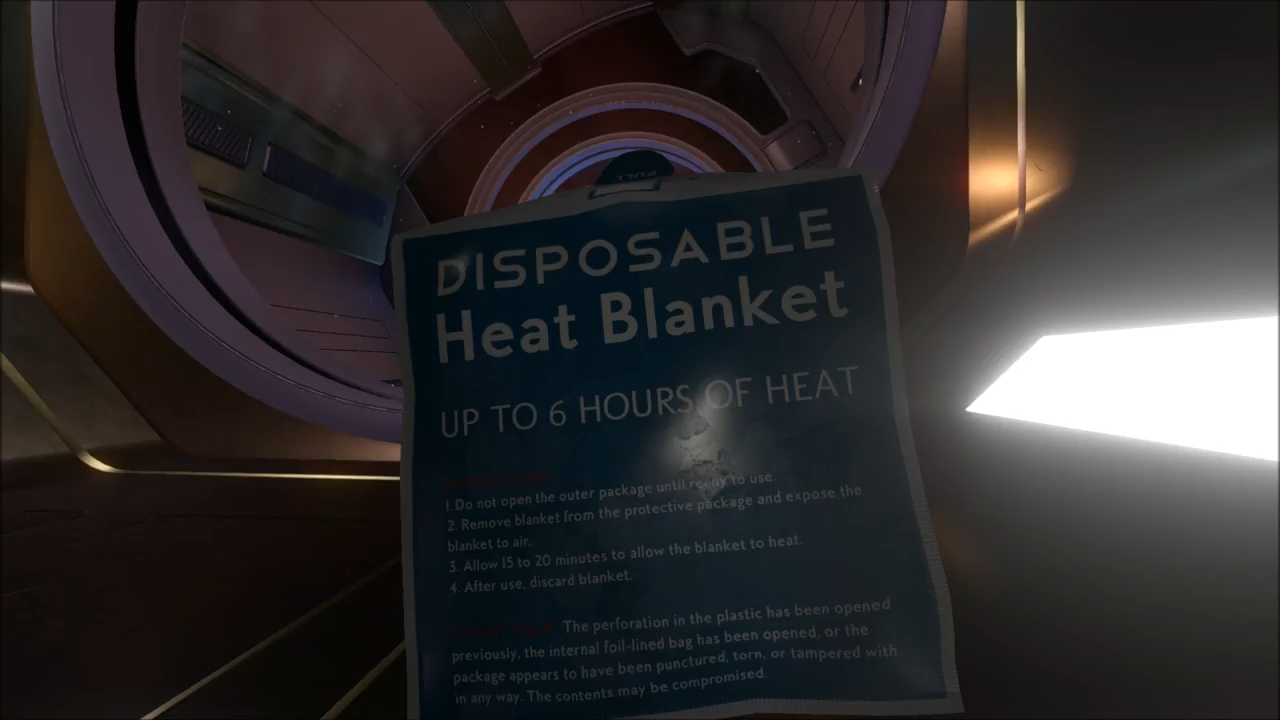 PULL
DISPOSABLE
Heat Blanket
UP TO 6 HOURS OF HEAT
1. Do not open the outer package until ready to use.
2. Remove blanket from the protective package and expose the
blanket to air.
3. Allow 15 to 20 minutes to allow the blanket to heat.
4. After use, discard blanket.
The perforation in the plastic has been opened
previously, the internal foil-lined bag has been opened, or the
package appears to have been punctured, torn, or tampered with
in any way. The contents may be compromised.